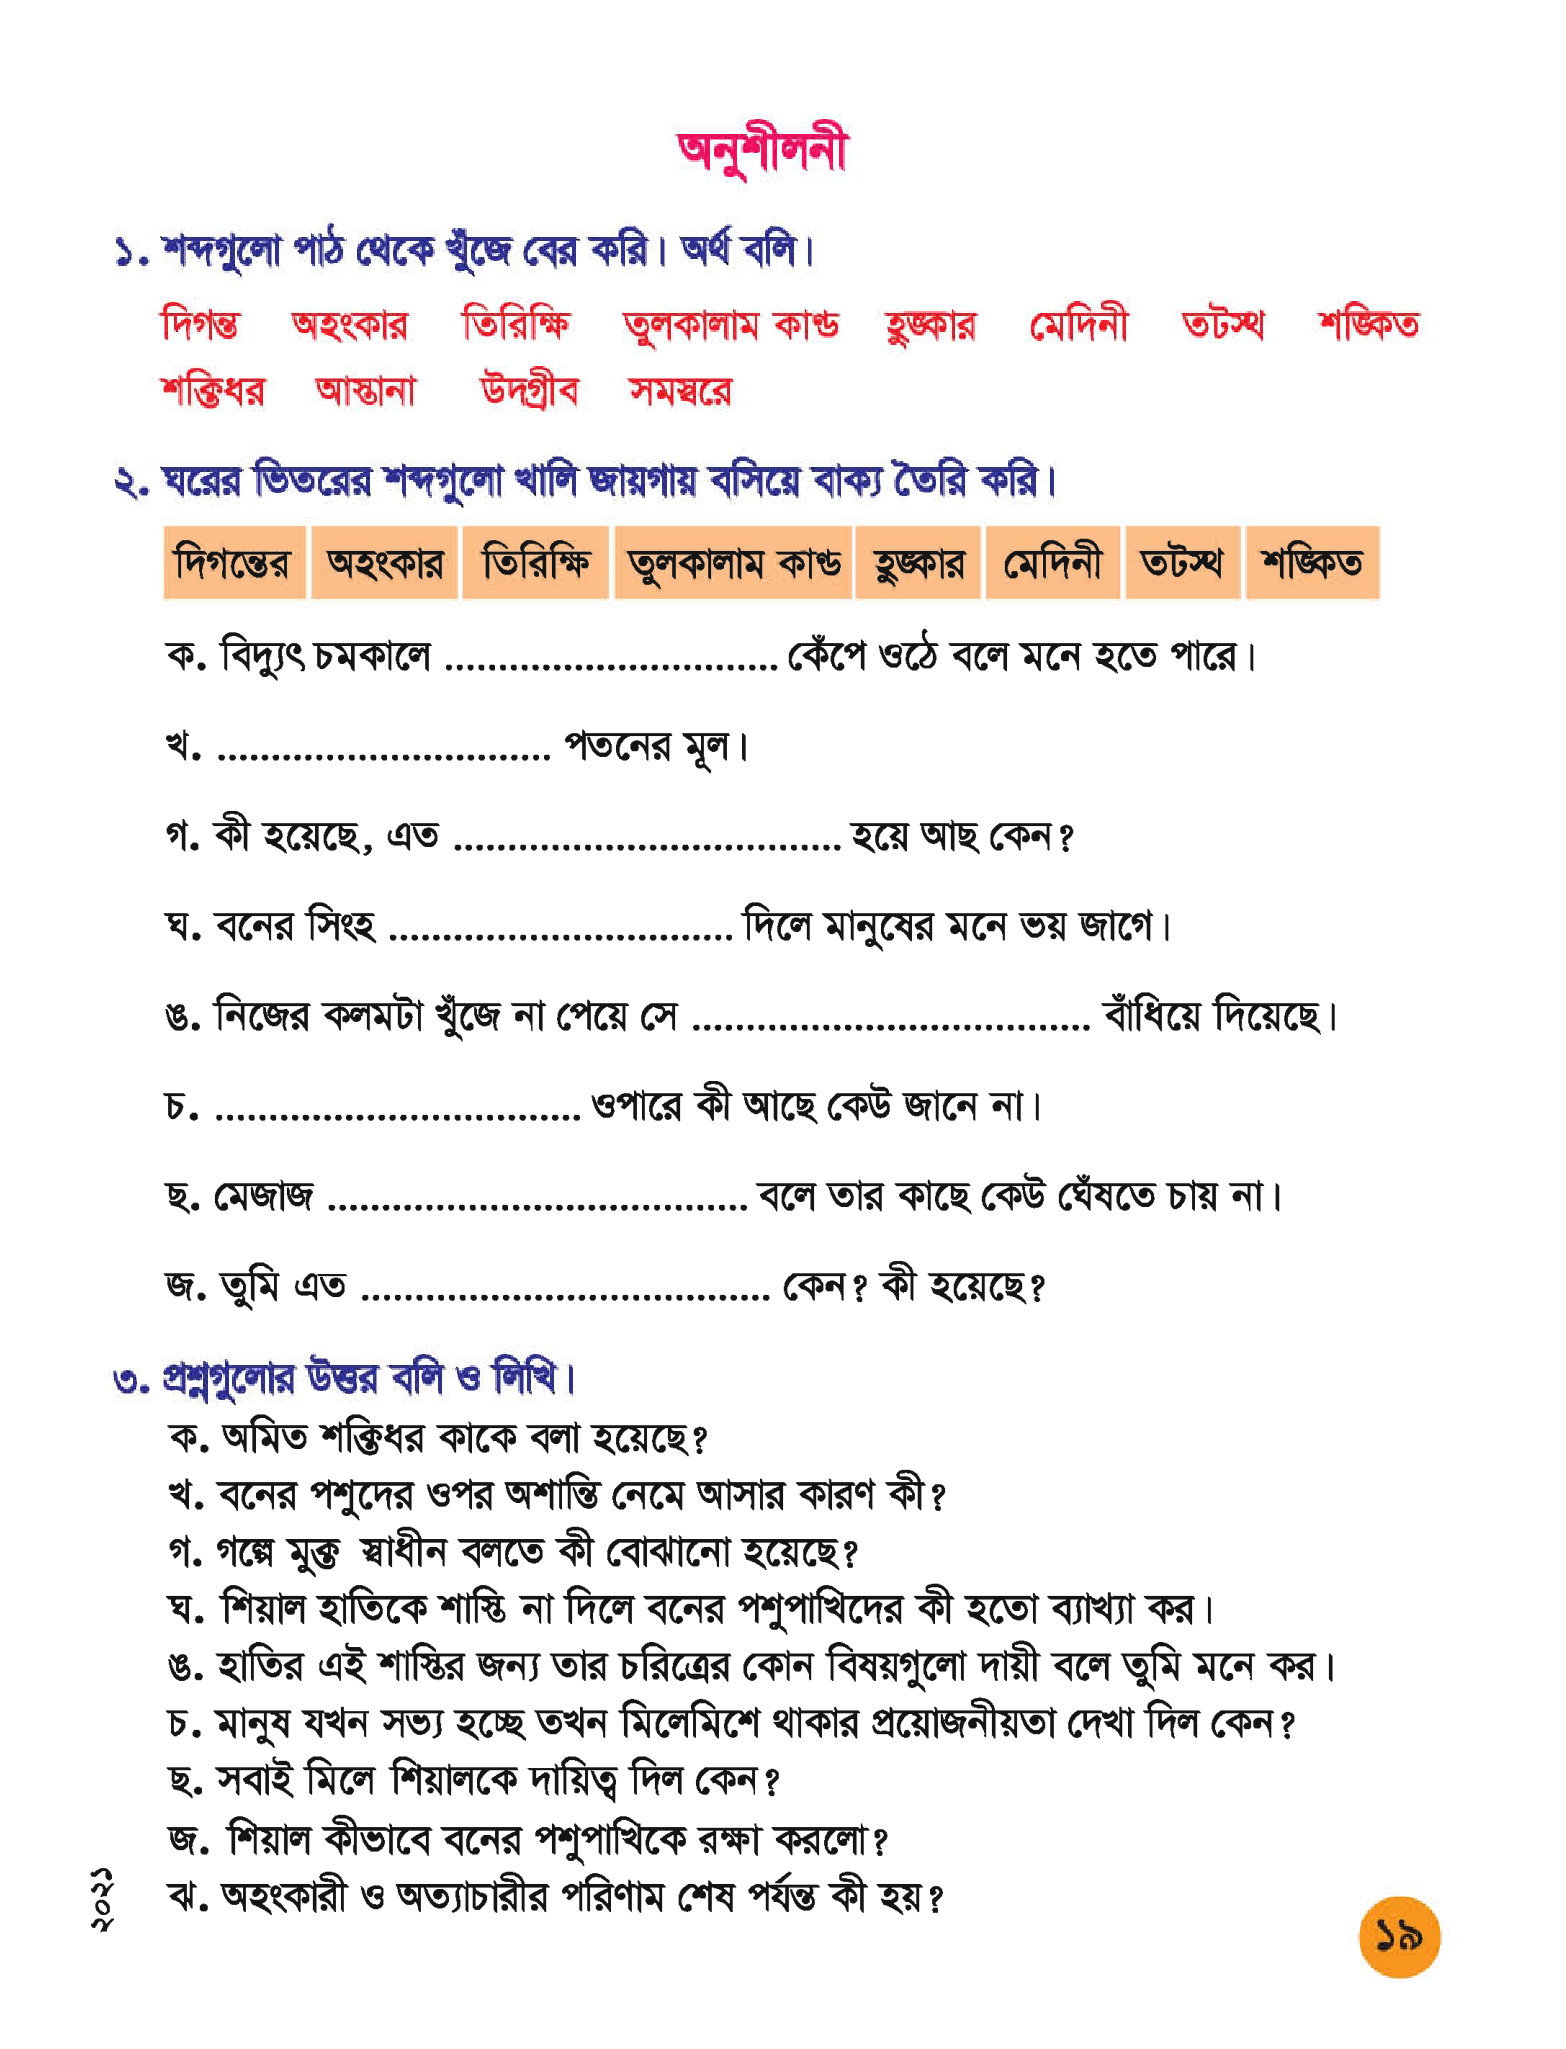 অনুশীলনী
১. শব্দগুলো পাঠ থেকে খুঁজে বের করি। অর্থ বলি।
দিগন্ত অহংকার তিরিক্ষি তুলকালাম কাণ্ড হুঙ্কার মেদিনী তটস্থ শঙ্কিত
শক্তিধর আস্তানা উদগ্রীব সমস্বরে
২. ঘরের ভিতরের শব্দগুলো খালি জায়গায় বসিয়ে বাক্য তৈরি করি।
দিগন্তের অহংকার তিরিক্ষি তুলকালাম কাণ্ড হুঙ্কার মেদিনী তটস্থ শঙ্কিত
ক. বিদ্যুৎ চমকালে ............................... কেঁপে ওঠে বলে মনে হতে পারে।
খ. ............................... পতনের মূল।
গ. কী হয়েছে, এত .................................... হয়ে আছ কেন?
ঘ. বনের সিংহ ................................ দিলে মানুষের মনে ভয় জাগে।
ঙ. নিজের কলমটা খুঁজে না পেয়ে সে ..................................... বাঁধিয়ে দিয়েছে।
চ. .................................. ওপারে কী আছে কেউ জানে না।
ছ. মেজাজ ....................................... বলে তার কাছে কেউ ঘেঁষতে চায় না।
জ. তুমি এত ...................................... কেন? কী হয়েছে?
৩. প্রশ্নগুলোর উত্তর বলি ও লিখি।
ক. অমিত শক্তিধর কাকে বলা হয়েছে?
খ. বনের পশুদের ওপর অশান্তি নেমে আসার কারণ কী?
গ. গল্পে মুক্ত স্বাধীন বলতে কী বোঝানো হয়েছে?
ঘ. শিয়াল হাতিকে শাস্তি না দিলে বনের পশুপাখিদের কী হতো ব্যাখ্যা কর।
ঙ. হাতির এই শাস্তির জন্য তার চরিত্রের কোন বিষয়গুলো দায়ী বলে তুমি মনে কর।
চ. মানুষ যখন সভ্য হচ্ছে তখন মিলেমিশে থাকার প্রয়োজনীয়তা দেখা দিল কেন?
ছ. সবাই মিলে শিয়ালকে দায়িত্ব দিল কেন?
জ. শিয়াল কীভাবে বনের পশুপাখিকে রক্ষা করলো?
ঝ. অহংকারী ও অত্যাচারীর পরিণাম শেষ পর্যন্ত কী হয়?
২০২১
১৯